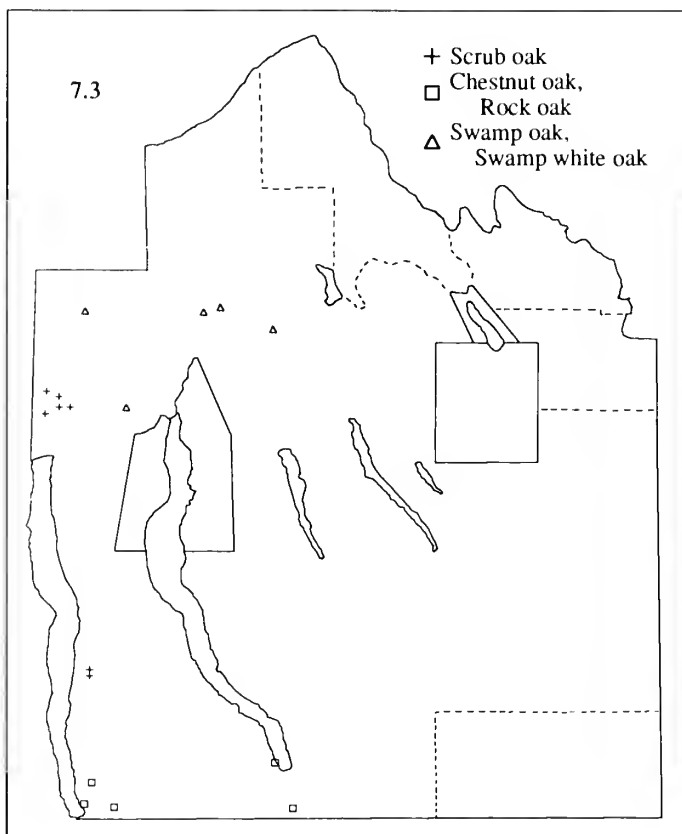 7.3
Scrub oak
Chestnut oak,
Rock oak
Swamp oak,
Swamp white oak